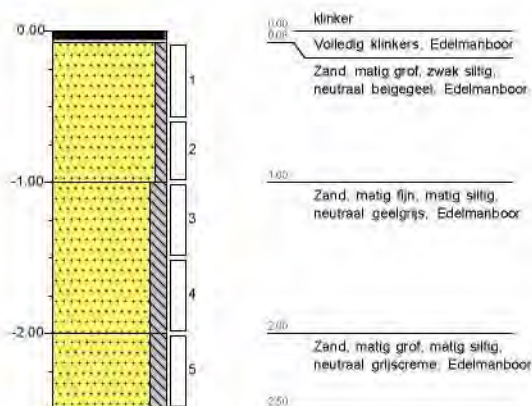 klinker
0.00
0.00
0.08
Volledig klinkers, Edelmanboor
Zand, matig grof, zwak siltig,
neutraal beigegeel, Edelmanboor
1
2
-1.00
1.00
Zand, matig fijn, matig siltig,
neutraal geelgrijs, Edelmanboor
3
4
-2.00
2.00
Zand, matig grof, matig siltig,
neutraal grijscreme, Edelmanboor
5
2.50